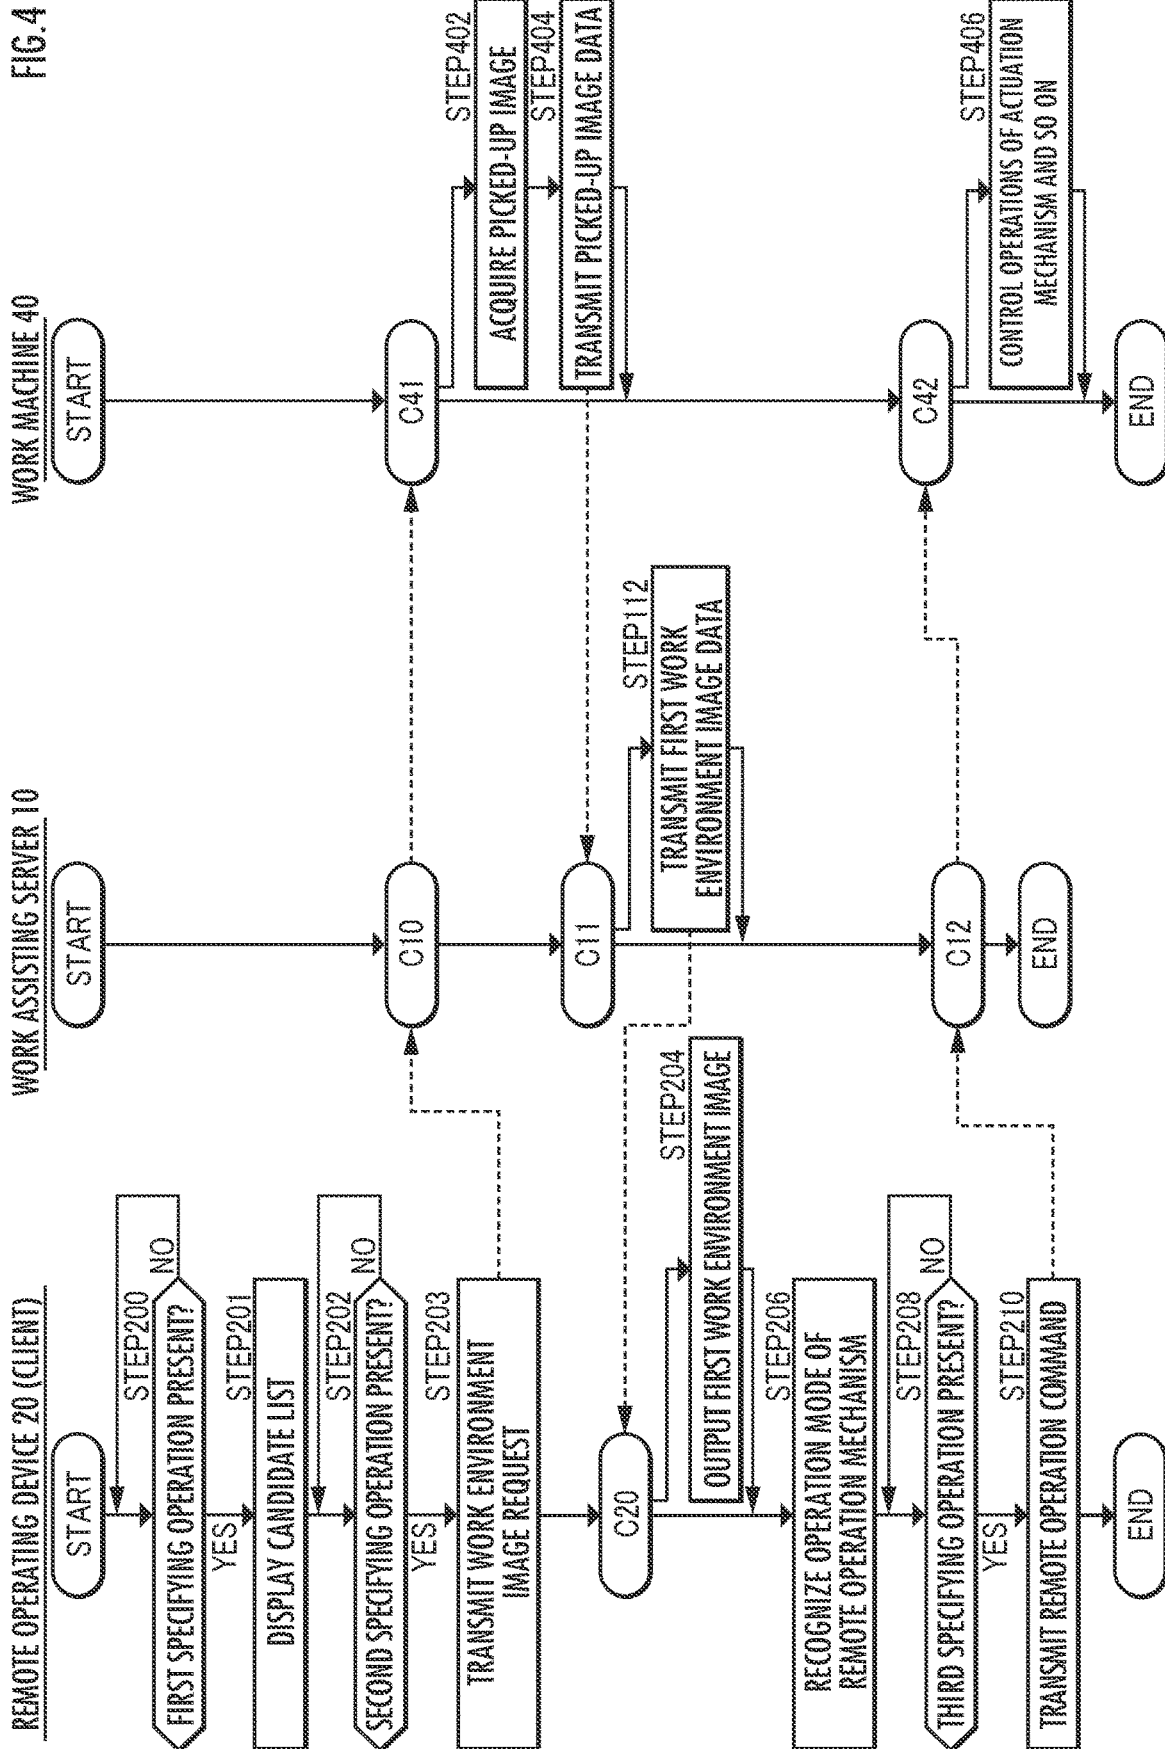 FIG.4
REMOTE OPERATING DEVICE 20 (CLIENT)
START
STEP200
FIRST SPECIFYING OPERATION PRESENT?
NO
YES
STEP201
DISPLAY CANDIDATE LIST
STEP202
SECOND SPECIFYING OPERATION PRESENT?
NO
YES
STEP203
TRANSMIT WORK ENVIRONMENT
IMAGE REQUEST
C20
STEP204
OUTPUT FIRST WORK ENVIRONMENT IMAGE
STEP206
RECOGNIZE OPERATION MODE OF
REMOTE OPERATION MECHANISM
STEP208
THIRD SPECIFYING OPERATION PRESENT?
NO
YES
STEP210
TRANSMIT REMOTE OPERATION COMMAND
END
WORK ASSISTING SERVER 10
START
C10
C11
STEP112
TRANSMIT FIRST WORK
ENVIRONMENT IMAGE DATA
C12
END
WORK MACHINE 40
START
C41
STEP402
ACQUIRE PICKED-UP IMAGE
STEP404
TRANSMIT PICKED-UP IMAGE DATA
C42
STEP406
CONTROL OPERATIONS OF ACTUATION
MECHANISM AND SO ON
END